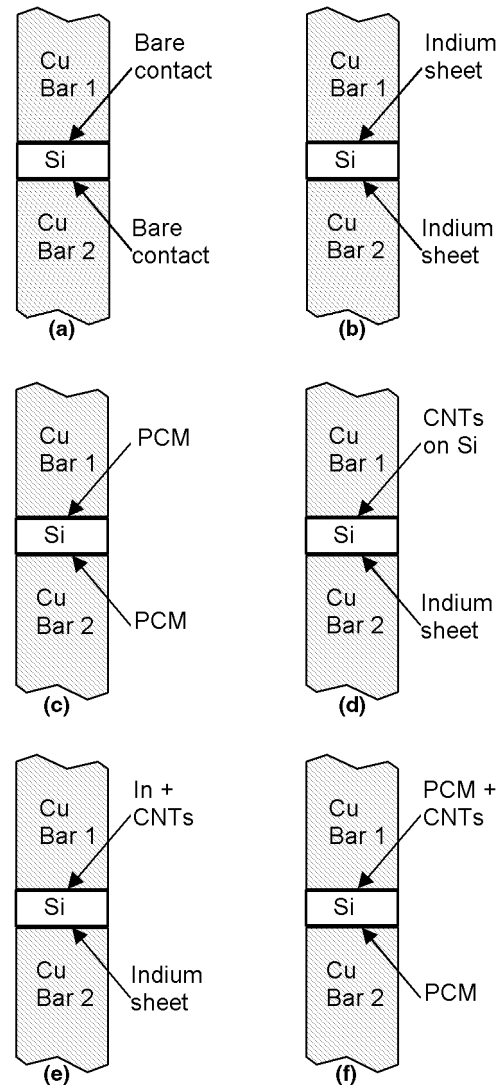 Cu
Bar 1
Bare
contact
Si
Cu
Bar 2
Bare
contact
(a)
Cu
Bar 1
Indium
sheet
Si
Cu
Bar 2
Indium
sheet
(b)
Cu
Bar 1
PCM
Si
Cu
Bar 2
PCM
(c)
Cu
Bar 1
CNTs
on Si
Si
Cu
Bar 2
Indium
sheet
(d)
Cu
Bar 1
In +
CNTs
Si
Cu
Bar 2
Indium
sheet
(e)
Cu
Bar 1
PCM +
CNTs
Si
Cu
Bar 2
PCM
(f)